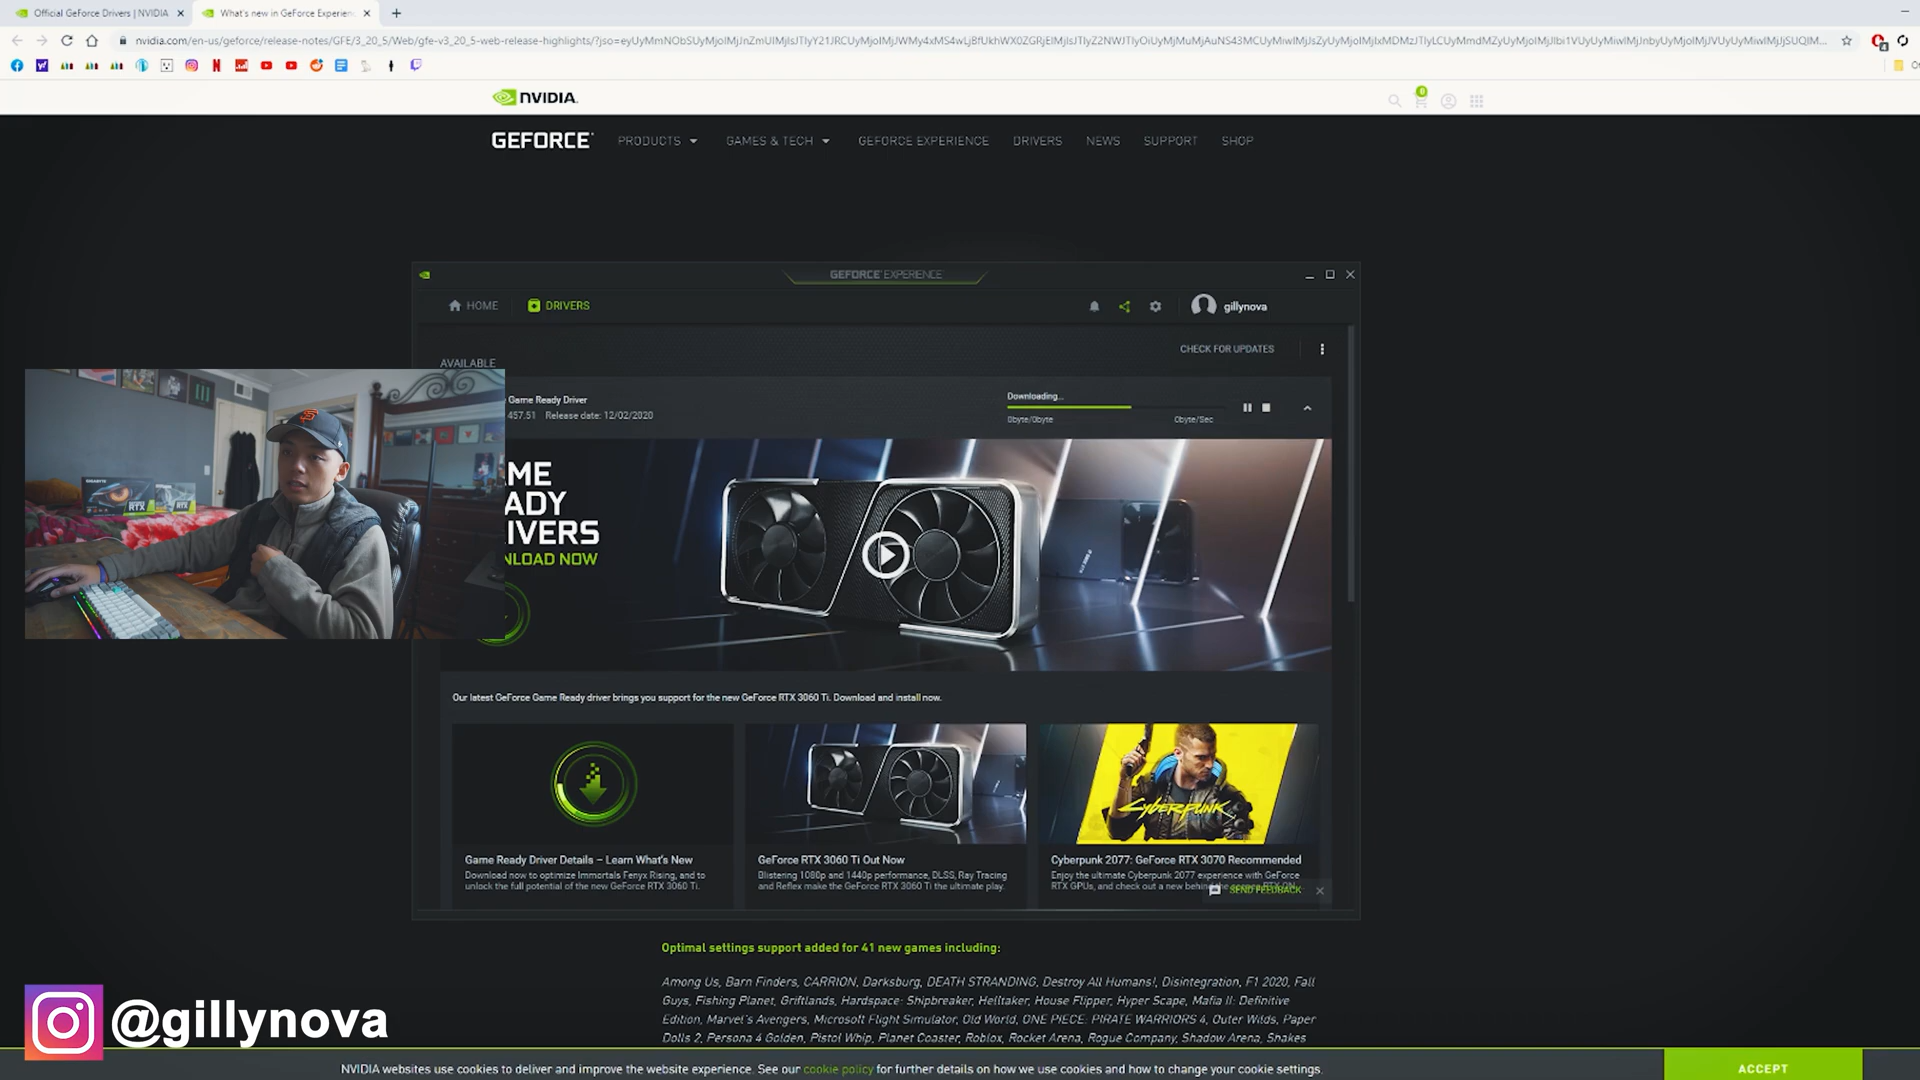 Official GeForce Drivers | NVIDIA
What's new in GeForce Experien
NVIDIA.
0
GEFORCE
PRODUCTS
GAMES & TECH
GEFORCE EXPERIENCE
DRIVERS
NEWS
SUPPORT
SHOP
GEFORCE EXPERIENCE
HOME
DRIVERS
gillynova
CHECK FOR UPDATES
AVAILABLE
Game Ready Driver
457.51 Release date: 12/02/2020
Downloading...
0byte/0byte
0byte/Sec
ME
ADY
IVERS
NLOAD NOW
Our latest GeForce Game Ready driver brings you support for the new GeForce RTX 3060 Ti. Download and install now.
Game Ready Driver Details – Learn What's New
Download now to optimize Immortals Fenyx Rising, and to
unlock the full potential of the new GeForce RTX 3060 Ti.
GeForce RTX 3060 Ti Out Now
Blistering 1080p and 1440p performance, DLSS, Ray Tracing
and Reflex make the GeForce RTX 3060 Ti the ultimate play.
CYBERPUNK
Cyberpunk 2077: GeForce RTX 3070 Recommended
Enjoy the ultimate Cyberpunk 2077 experience with GeForce
RTX GPUs, and check out a new behind
SEND FEEDBACK
Optimal settings support added for 41 new games including:
Among Us, Barn Finders, CARRION, Darksburg, DEATH STRANDING, Destroy All Humans!, Disintegration, F1 2020, Fall
Guys, Fishing Planet, Griftlands, Hardspace: Shipbreaker, Helltaker, House Flipper, Hyper Scape, Mafia II: Definitive
Edition, Marvel's Avengers, Microsoft Flight Simulator, Old World, ONE PIECE: PIRATE WARRIORS 4, Outer Wilds, Paper
Dolls 2, Persona 4 Golden, Pistol Whip, Planet Coaster, Roblox, Rocket Arena, Rogue Company, Shadow Arena, Shakes
@gillynova
NVIDIA websites use cookies to deliver and improve the website experience. See our cookie policy for further details on how we use cookies and how to change your cookie settings.
ACCEPT